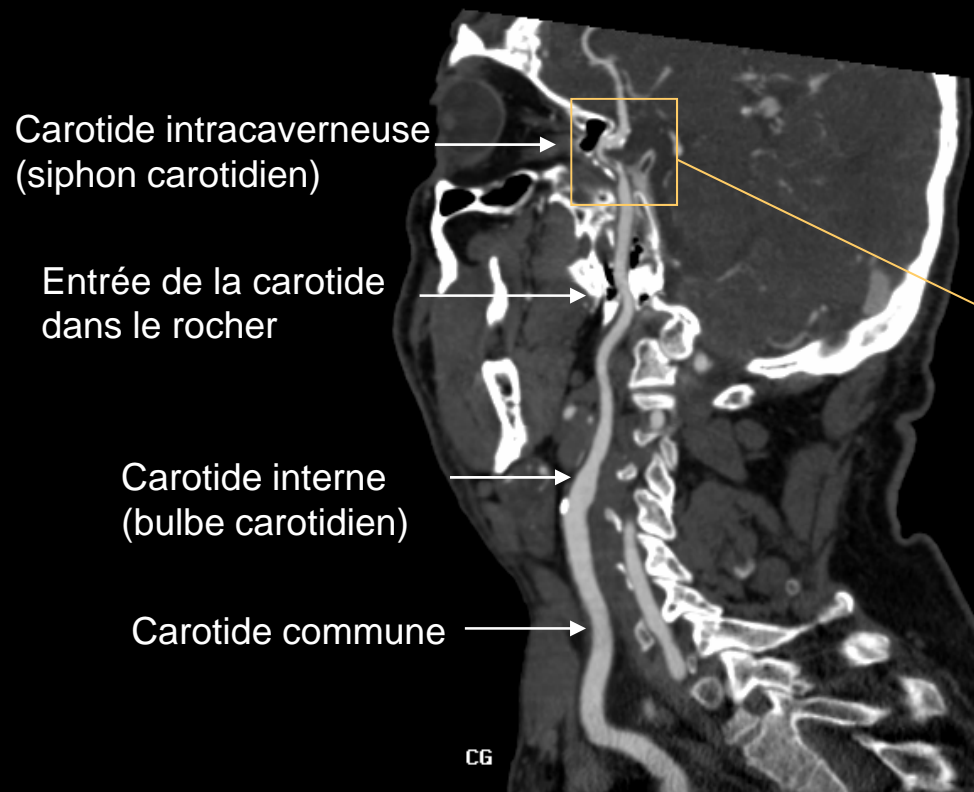 Carotide intracaverneuse
(siphon carotidien)
Entrée de la carotide
dans le rocher
Carotide interne
(bulbe carotidien)
Carotide commune
CG